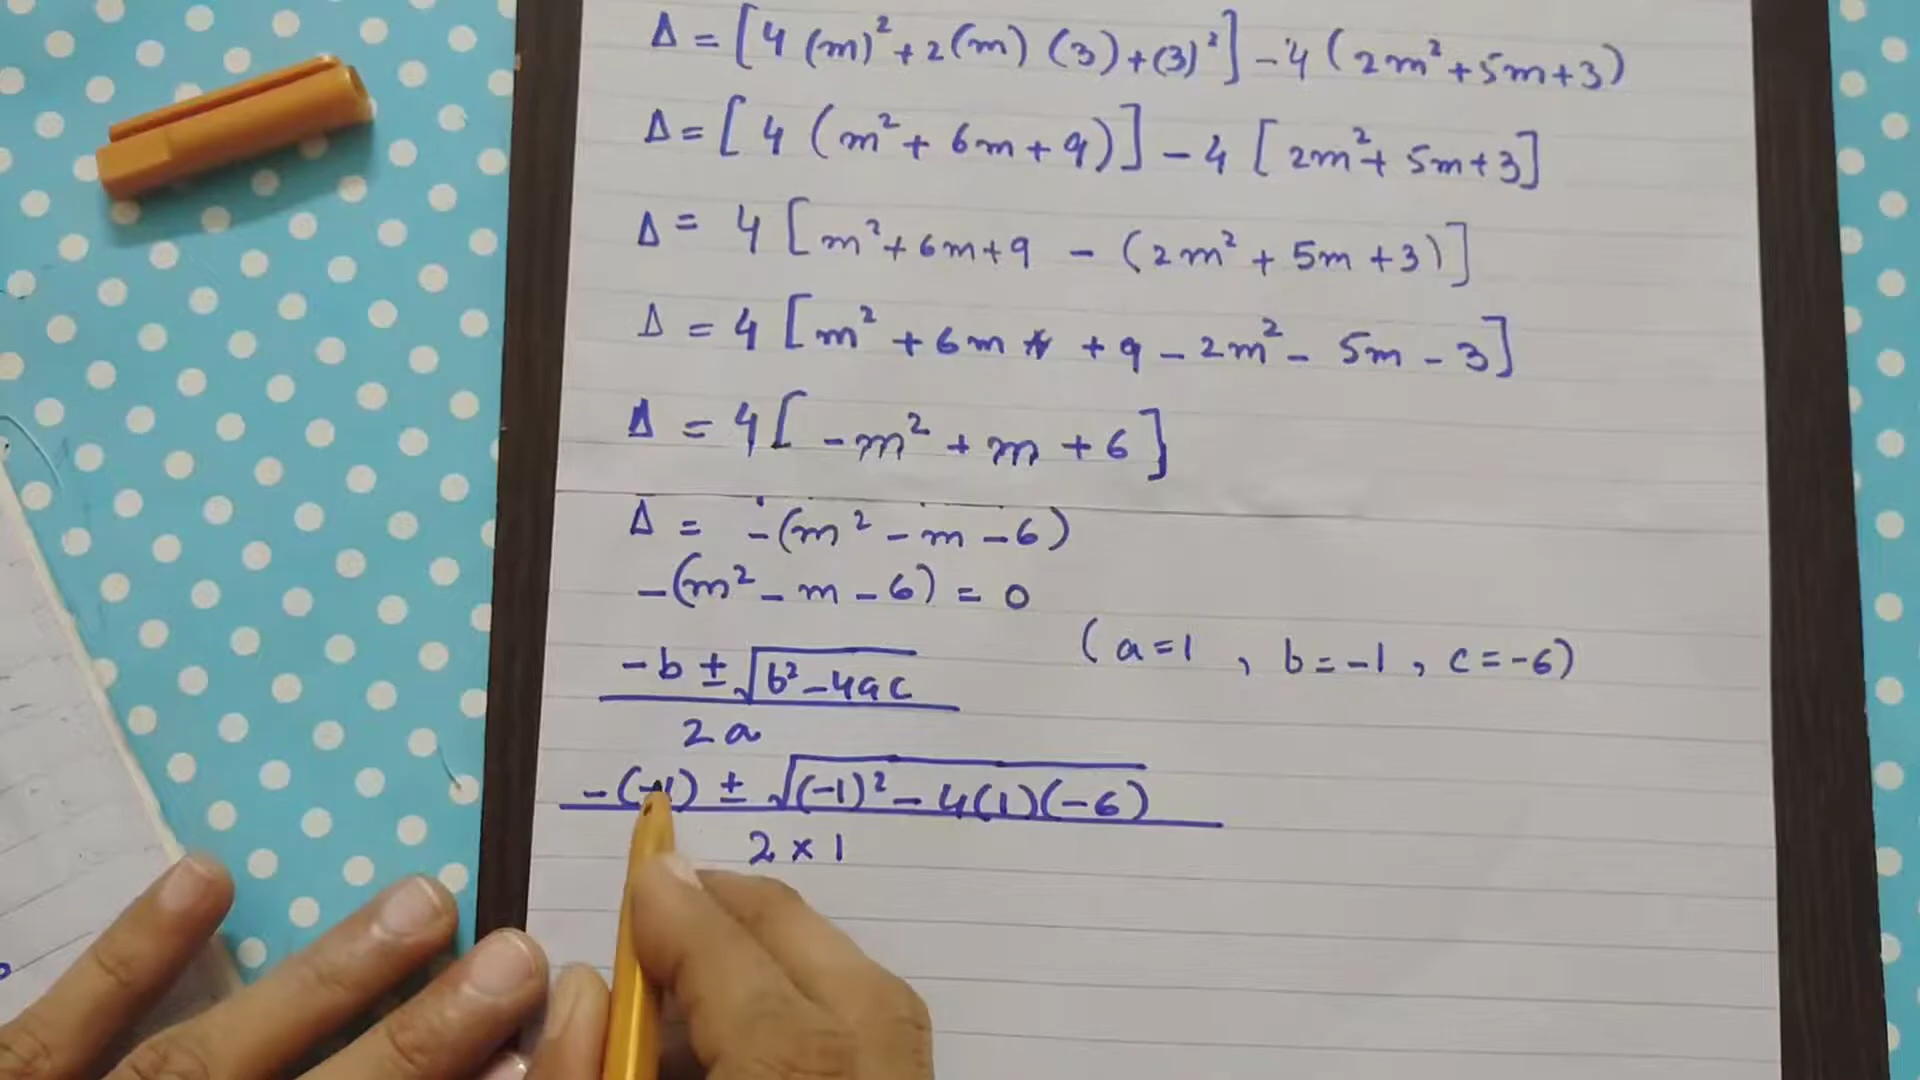 Δ = [4 (m)² + 2(m) (3) + (3)²] - 4 (2m² + 5m + 3)
Δ = [4 (m² + 6m + 9)] - 4 [2m² + 5m + 3]
Δ = 4 [m² + 6m + 9 - (2m² + 5m + 3)]
Δ = 4 [m² + 6m + 9 - 2m² - 5m - 3]
Δ = 4 [-m² + m + 6]
Δ = -(m² - m - 6)
-(m² - m - 6) = 0
(a = 1 , b = -1 , c = -6)
-b ± √b² - 4ac
2a
-(-1) ± √(-1)² - 4(1)(-6)
2 × 1